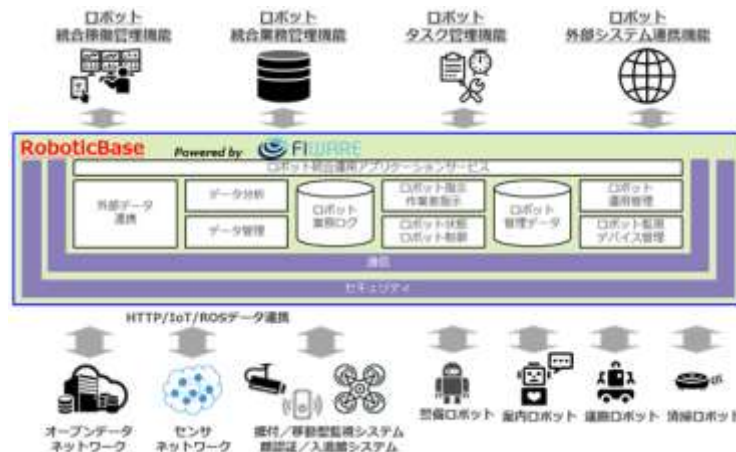 ロボット
統合稼働管理機能
ロボット
統合業務管理機能
ロボット
タスク管理機能
ロボット
外部システム連携機能
RoboticBase Powered by FIWARE
ロボット統合運用アプリケーションサービス
外部データ
連携
データ分析
データ管理
ロボット
業務ログ
ロボット指示
作業者指示
ロボット状態
ロボット制御
ロボット
管理データ
ロボット
運用管理
ロボット監視
デバイス管理
通信
セキュリティ
HTTP/IoT/ROSデータ連携
オープンデータ
ネットワーク
センサ
ネットワーク
据付/移動型監視システム
顔認証/入退館システム
警備ロボット
案内ロボット
運搬ロボット
清掃ロボット